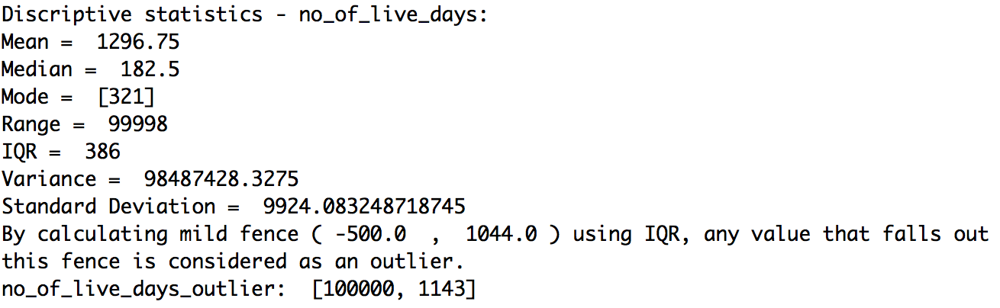 Discriptive statistics - no_of_live_days:
Mean =  1296.75
Median =  182.5
Mode =  [321]
Range =  99998
IQR =  386
Variance =  98487428.3275
Standard Deviation =  9924.083248718745
By calculating mild fence ( -500.0  ,  1044.0 ) using IQR, any value that falls out
this fence is considered as an outlier.
no_of_live_days_outlier:  [100000, 1143]